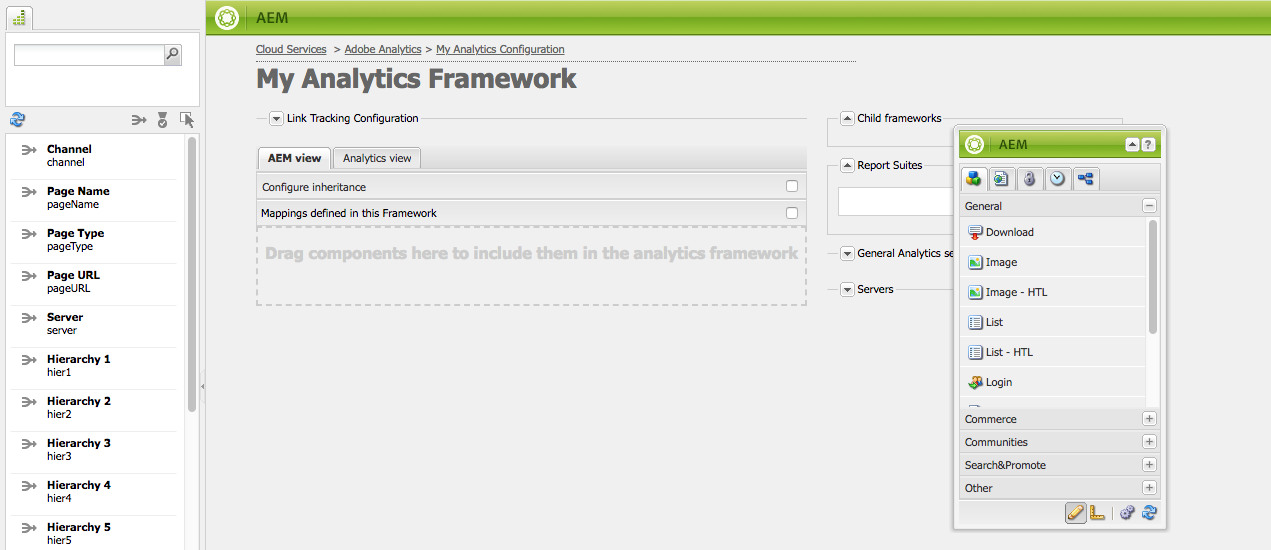 AEM
Cloud Services > Adobe Analytics > My Analytics Configuration
My Analytics Framework
Channel
channel
Page Name
pageName
Page Type
pageType
Page URL
pageURL
Server
server
Hierarchy 1
hier1
Hierarchy 2
hier2
Hierarchy 3
hier3
Hierarchy 4
hier4
Hierarchy 5
hier5
Link Tracking Configuration
AEM view
Analytics view
Configure inheritance
Mappings defined in this Framework
Drag components here to include them in the analytics framework
Child frameworks
Report Suites
General Analytics se
Servers
AEM
?
General
Download
Image
Image - HTL
List
List - HTL
Login
Commerce
Communities
Search&Promote
Other